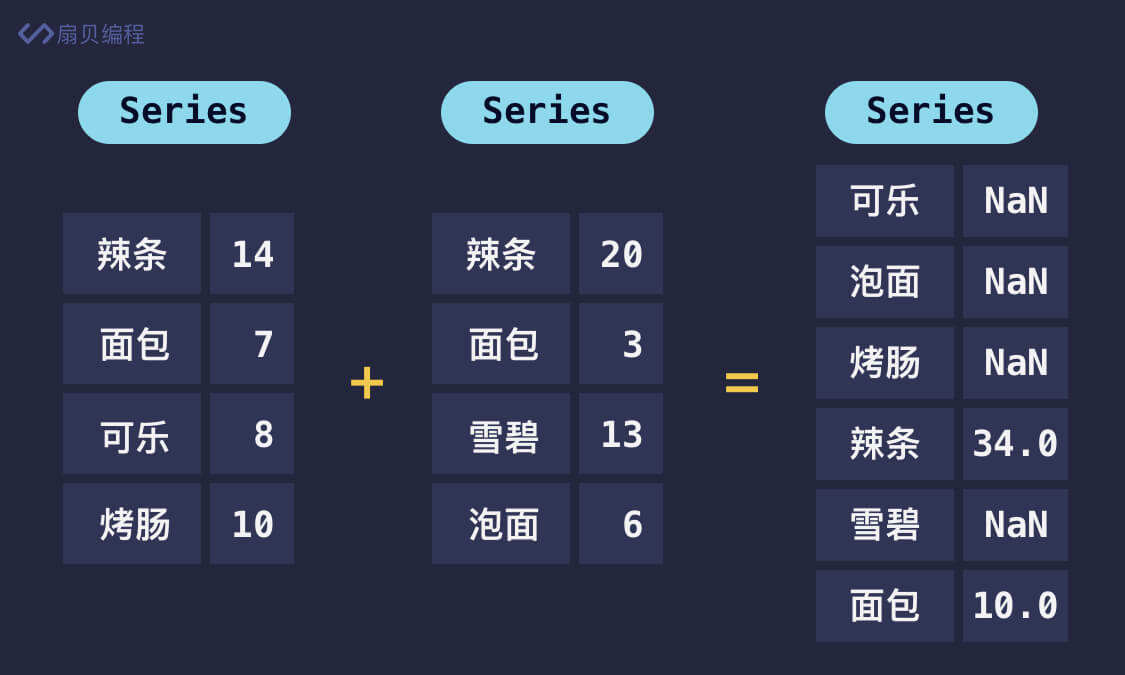 扇贝编程
Series
辣条 14
面包 7
可乐 8
烤肠 10
+
Series
辣条 20
面包 3
雪碧 13
泡面 6
=
Series
可乐 NaN
泡面 NaN
烤肠 NaN
辣条 34.0
雪碧 NaN
面包 10.0